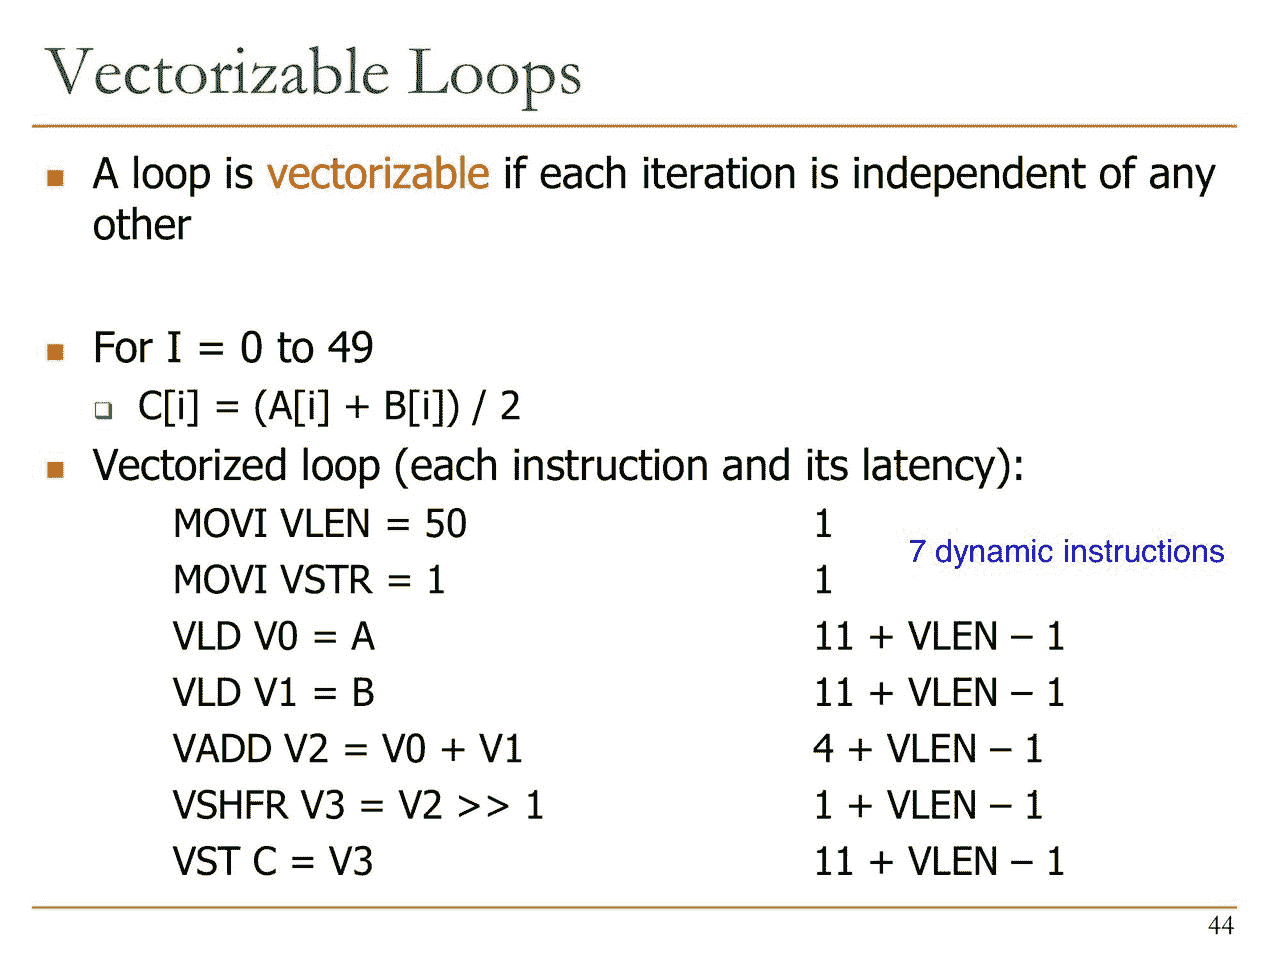 Vectorizable Loops
A loop is vectorizable if each iteration is independent of any
other
For I = 0 to 49
C[i] = (A[i] + B[i]) / 2
Vectorized loop (each instruction and its latency):
MOVI VLEN = 50 1
7 dynamic instructions
MOVI VSTR = 1 1
VLD V0 = A 11 + VLEN – 1
VLD V1 = B 11 + VLEN – 1
VADD V2 = V0 + V1 4 + VLEN – 1
VSHFR V3 = V2 >> 1 1 + VLEN – 1
VST C = V3 11 + VLEN – 1
44